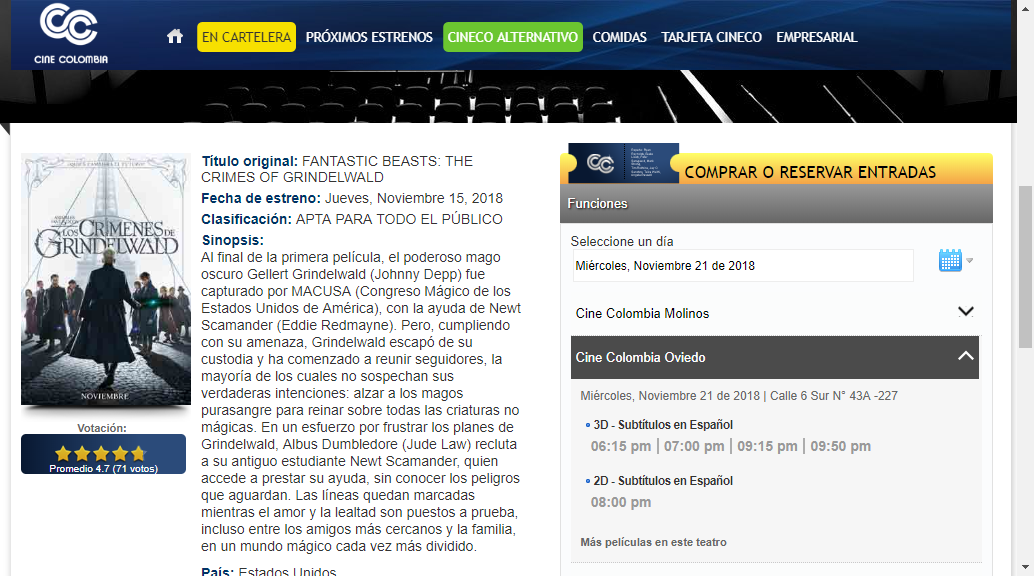 CINE COLOMBIA
EN CARTELERA PRÓXIMOS ESTRENOS CINECO ALTERNATIVO COMIDAS TARJETA CINECO EMPRESARIAL
LOS CRÍMENES DE
GRINDELWALD
NOVIEMBRE
Votación:
Promedio 4.7 (71 votos)
Título original: FANTASTIC BEASTS: THE
CRIMES OF GRINDELWALD
Fecha de estreno: Jueves, Noviembre 15, 2018
Clasificación: APTA PARA TODO EL PÚBLICO
Sinopsis:
Al final de la primera película, el poderoso mago
oscuro Gellert Grindelwald (Johnny Depp) fue
capturado por MACUSA (Congreso Mágico de los
Estados Unidos de América), con la ayuda de Newt
Scamander (Eddie Redmayne). Pero, cumpliendo
con su amenaza, Grindelwald escapó de su
custodia y ha comenzado a reunir seguidores, la
mayoría de los cuales no sospechan sus
verdaderas intenciones: alzar a los magos
purasangre para reinar sobre todas las criaturas no
mágicas. En un esfuerzo por frustrar los planes de
Grindelwald, Albus Dumbledore (Jude Law) recluta
a su antiguo estudiante Newt Scamander, quien
accede a prestar su ayuda, sin conocer los peligros
que aguardan. Las líneas quedan marcadas
mientras el amor y la lealtad son puestos a prueba,
incluso entre los amigos más cercanos y la familia,
en un mundo mágico cada vez más dividido.
País: Estados Unidos
COMPRAR O RESERVAR ENTRADAS
Funciones
Seleccione un día
Miércoles, Noviembre 21 de 2018
Cine Colombia Molinos
Cine Colombia Oviedo
Miércoles, Noviembre 21 de 2018 | Calle 6 Sur N° 43A -227
3D - Subtítulos en Español
06:15 pm | 07:00 pm | 09:15 pm | 09:50 pm
2D - Subtítulos en Español
08:00 pm
Más películas en este teatro